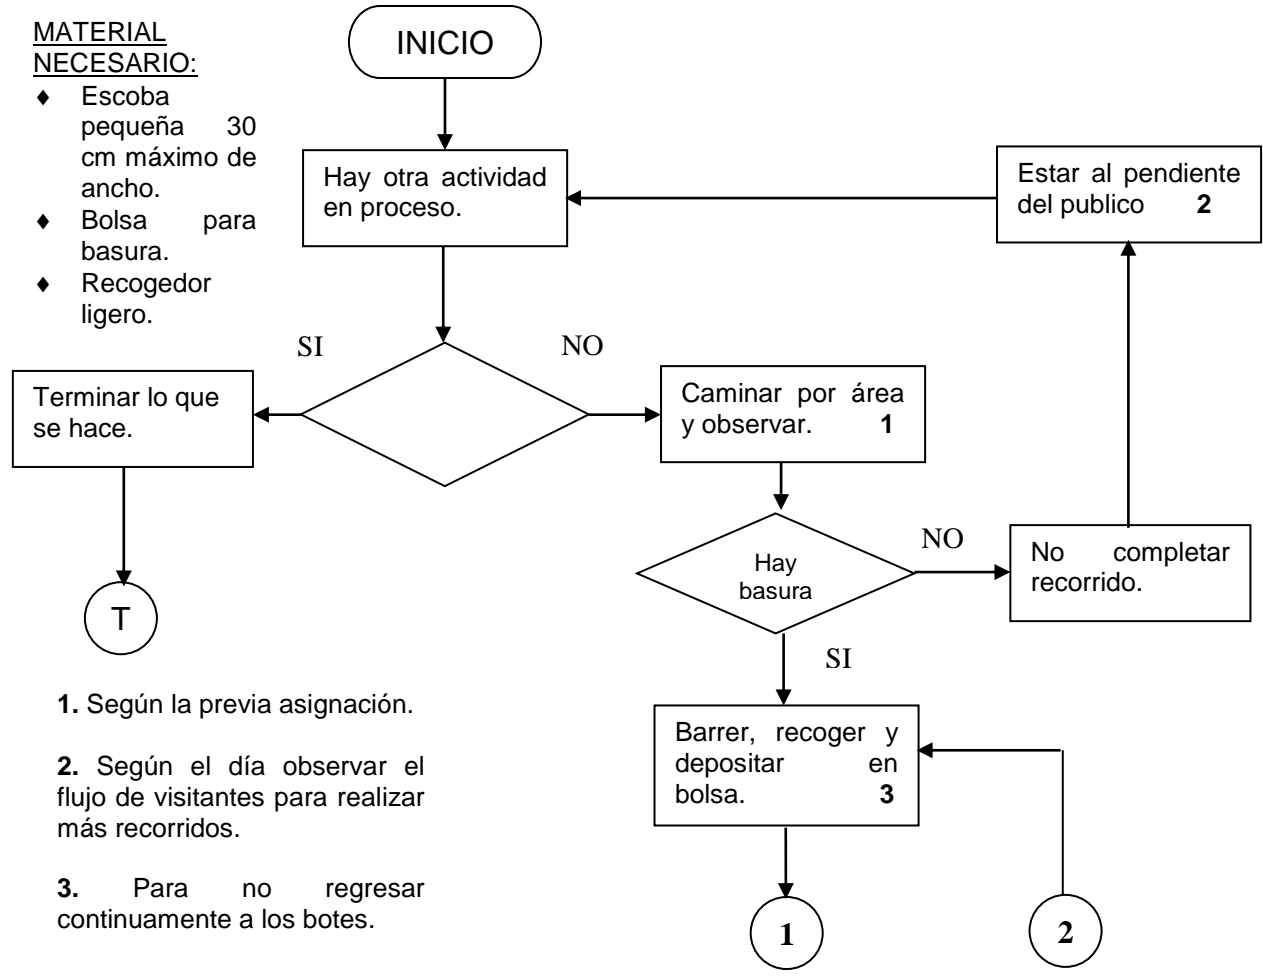 MATERIAL
NECESARIO:
♦ Escoba
pequeña 30
cm máximo de
ancho.
♦ Bolsa para
basura.
♦ Recogedor
ligero.
INICIO
Hay otra actividad
en proceso.
Estar al pendiente
del publico 2
SI
NO
Terminar lo que
se hace.
Caminar por área
y observar. 1
Hay
basura
NO
No completar
recorrido.
T
SI
Barrer, recoger y
depositar en
bolsa. 3
1
2
1. Según la previa asignación.
2. Según el día observar el
flujo de visitantes para realizar
más recorridos.
3. Para no regresar
continuamente a los botes.